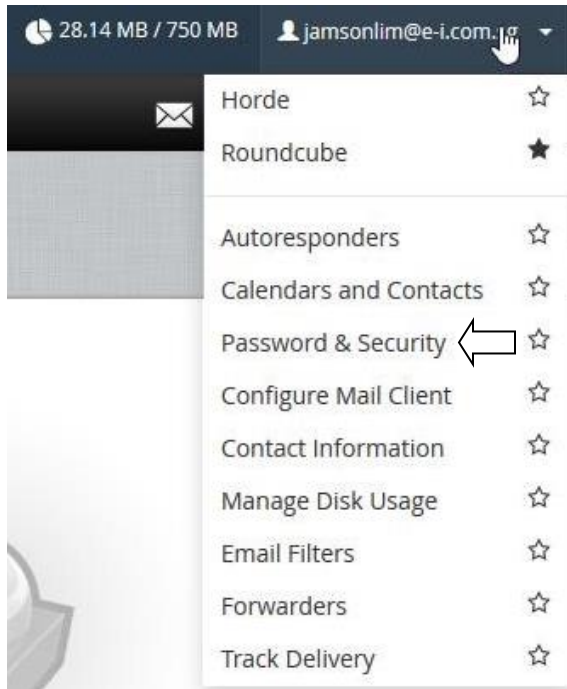 28.14 MB / 750 MB jamsonlim@e-i.com.
Horde
Roundcube
Autoresponders
Calendars and Contacts
Password & Security
Configure Mail Client
Contact Information
Manage Disk Usage
Email Filters
Forwarders
Track Delivery